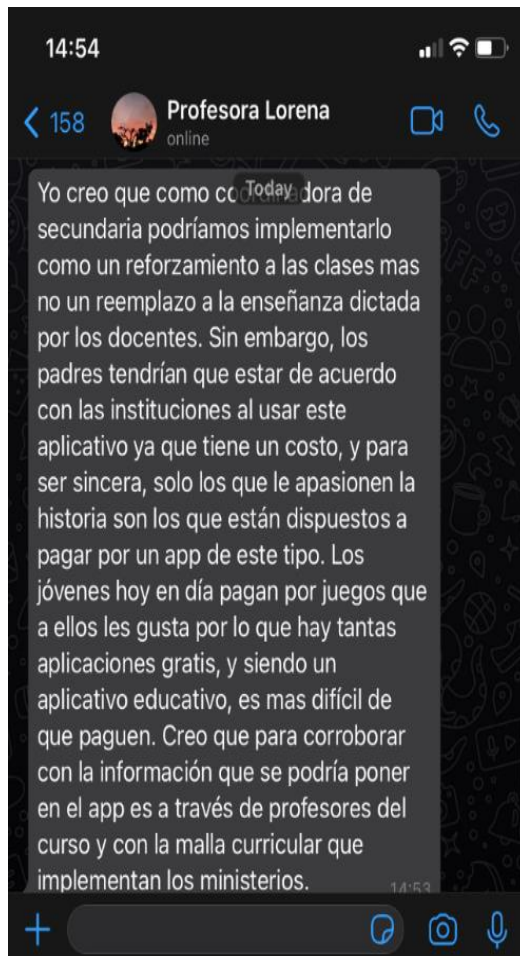 14:54
158
Profesora Lorena
online
Today
Yo creo que como coordinadora de
secundaria podríamos implementarlo
como un reforzamiento a las clases mas
no un reemplazo a la enseñanza dictada
por los docentes. Sin embargo, los
padres tendrían que estar de acuerdo
con las instituciones al usar este
aplicativo ya que tiene un costo, y para
ser sincera, solo los que le apasionen la
historia son los que están dispuestos a
pagar por un app de este tipo. Los
jóvenes hoy en día pagan por juegos que
a ellos les gusta por lo que hay tantas
aplicaciones gratis, y siendo un
aplicativo educativo, es mas difícil de
que paguen. Creo que para corroborar
con la información que se podría poner
en el app es a través de profesores del
curso y con la malla curricular que
implementan los ministerios.
14:53